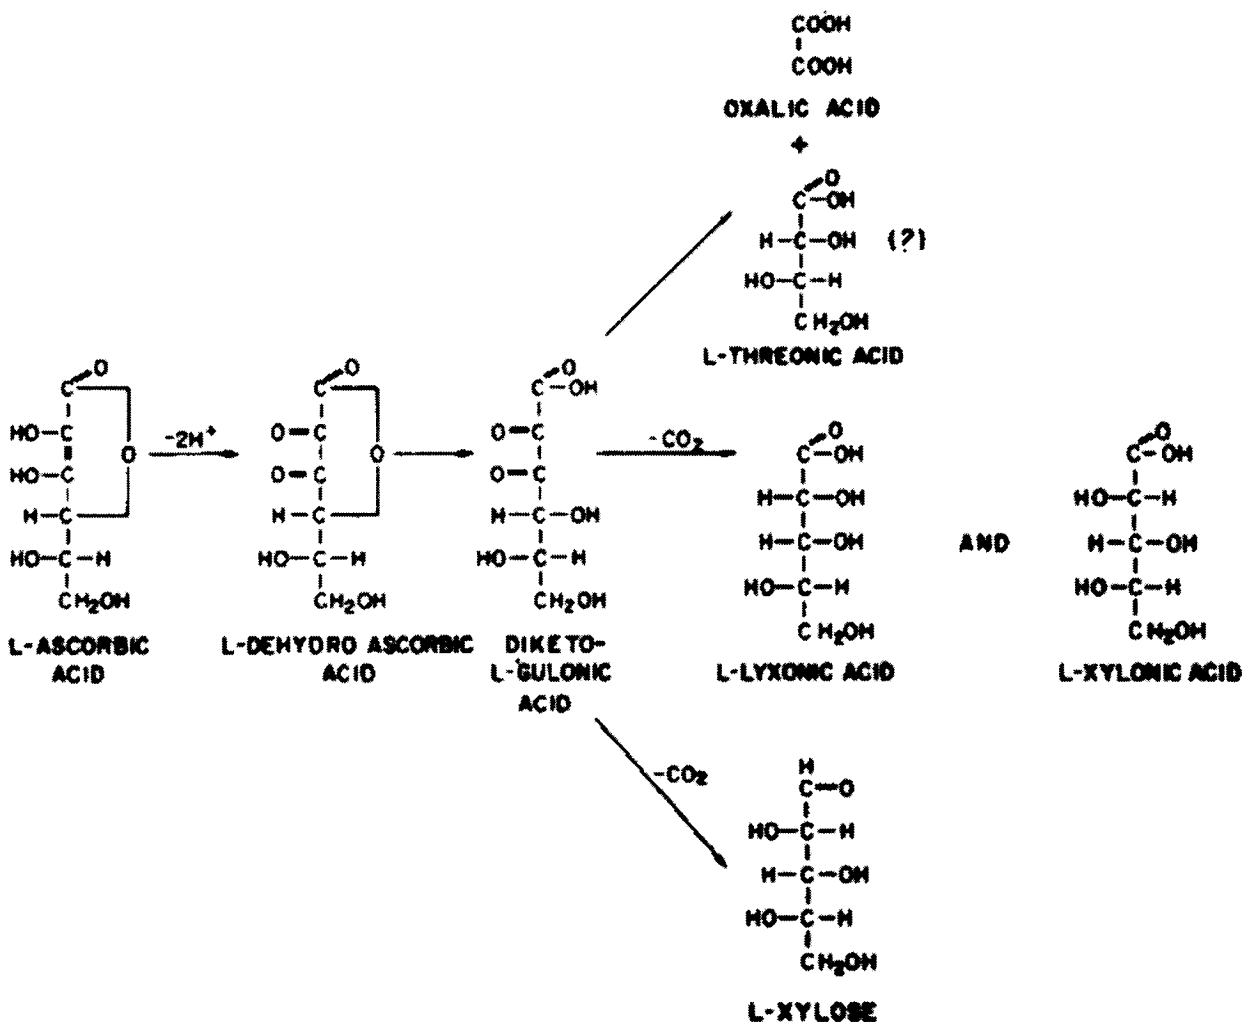 COOH
COOH
OXALIC ACID
+
O
C–OH
H–C–OH (?)
HO–C–H
CH₂OH
L-THREONIC ACID
C=O
HO–C
HO–C
O
H–C
HO–C–H
CH₂OH
L-ASCORBIC
ACID
-2H⁺
C=O
O=C
O=C
O
H–C
HO–C–H
CH₂OH
L-DEHYDRO ASCORBIC
ACID
O
C–OH
O=C
O=C
H–C–OH
HO–C–H
CH₂OH
DIKETO-
L-GULONIC
ACID
-CO₂
O
C–OH
H–C–OH
H–C–OH
HO–C–H
CH₂OH
L-LYXONIC ACID
AND
O
C–OH
HO–C–H
H–C–OH
HO–C–H
CH₂OH
L-XYLONIC ACID
-CO₂
H
C=O
HO–C–H
H–C–OH
HO–C–H
CH₂OH
L-XYLOSE